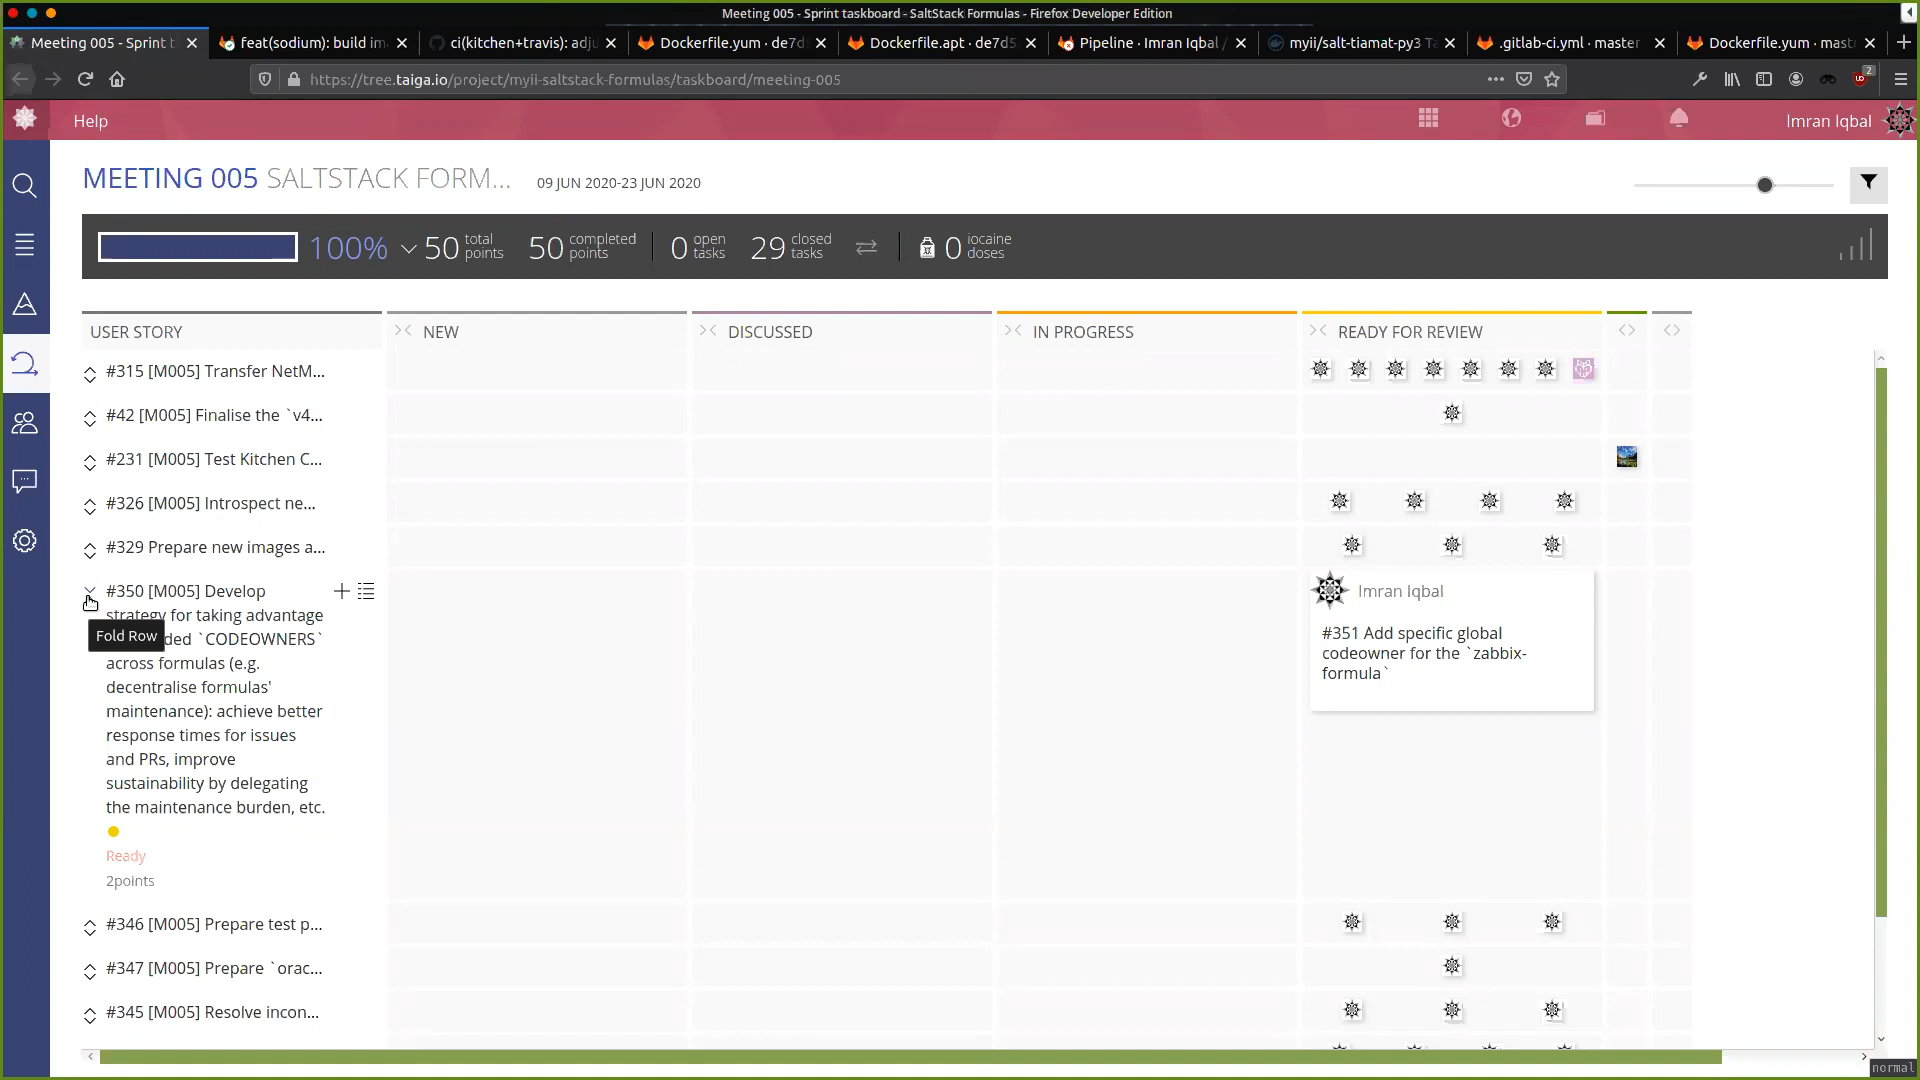 Meeting 005 - Sprint taskboard - SaltStack Formulas - Firefox Developer Edition
Meeting 005 - Sprint t
feat(sodium): build im
ci(kitchen+travis): adju
Dockerfile.yum · de7d
Dockerfile.apt · de7d5
Pipeline · Imran Iqbal /
myii/salt-tiamat-py3 Ta
.gitlab-ci.yml · master
Dockerfile.yum · mast
https://tree.taiga.io/project/myii-saltstack-formulas/taskboard/meeting-005
2
Help
Imran Iqbal
MEETING 005 SALTSTACK FORM... 09 JUN 2020-23 JUN 2020
100% 50 total points 50 completed points 0 open tasks 29 closed tasks 0 iocaine doses
USER STORY NEW DISCUSSED IN PROGRESS READY FOR REVIEW
#315 [M005] Transfer NetM...
#42 [M005] Finalise the `v4...
#231 [M005] Test Kitchen C...
#326 [M005] Introspect ne...
#329 Prepare new images a...
#350 [M005] Develop
strategy for taking advantage
ded `CODEOWNERS`
across formulas (e.g.
decentralise formulas'
maintenance): achieve better
response times for issues
and PRs, improve
sustainability by delegating
the maintenance burden, etc.
Fold Row
Ready
2points
Imran Iqbal
#351 Add specific global
codeowner for the `zabbix-
formula`
#346 [M005] Prepare test p...
#347 [M005] Prepare `orac...
#345 [M005] Resolve incon...
normal